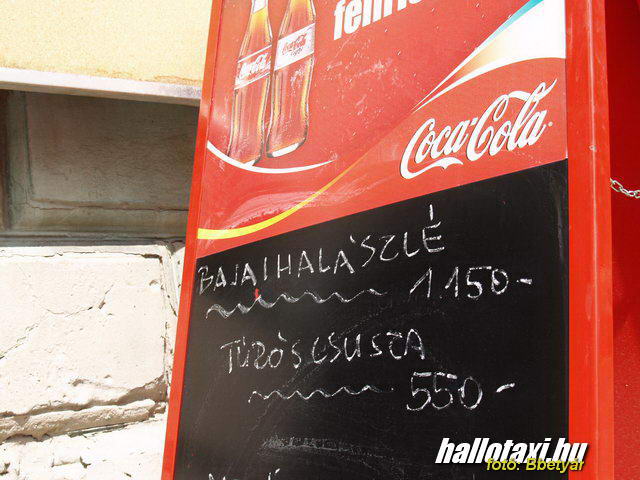 Coca-Cola
BAJAI HALÁSZLÉ
1.150-
TÚRÓS CSUSZA
550-
hallotaxi.hu
fotó: Bbetyár